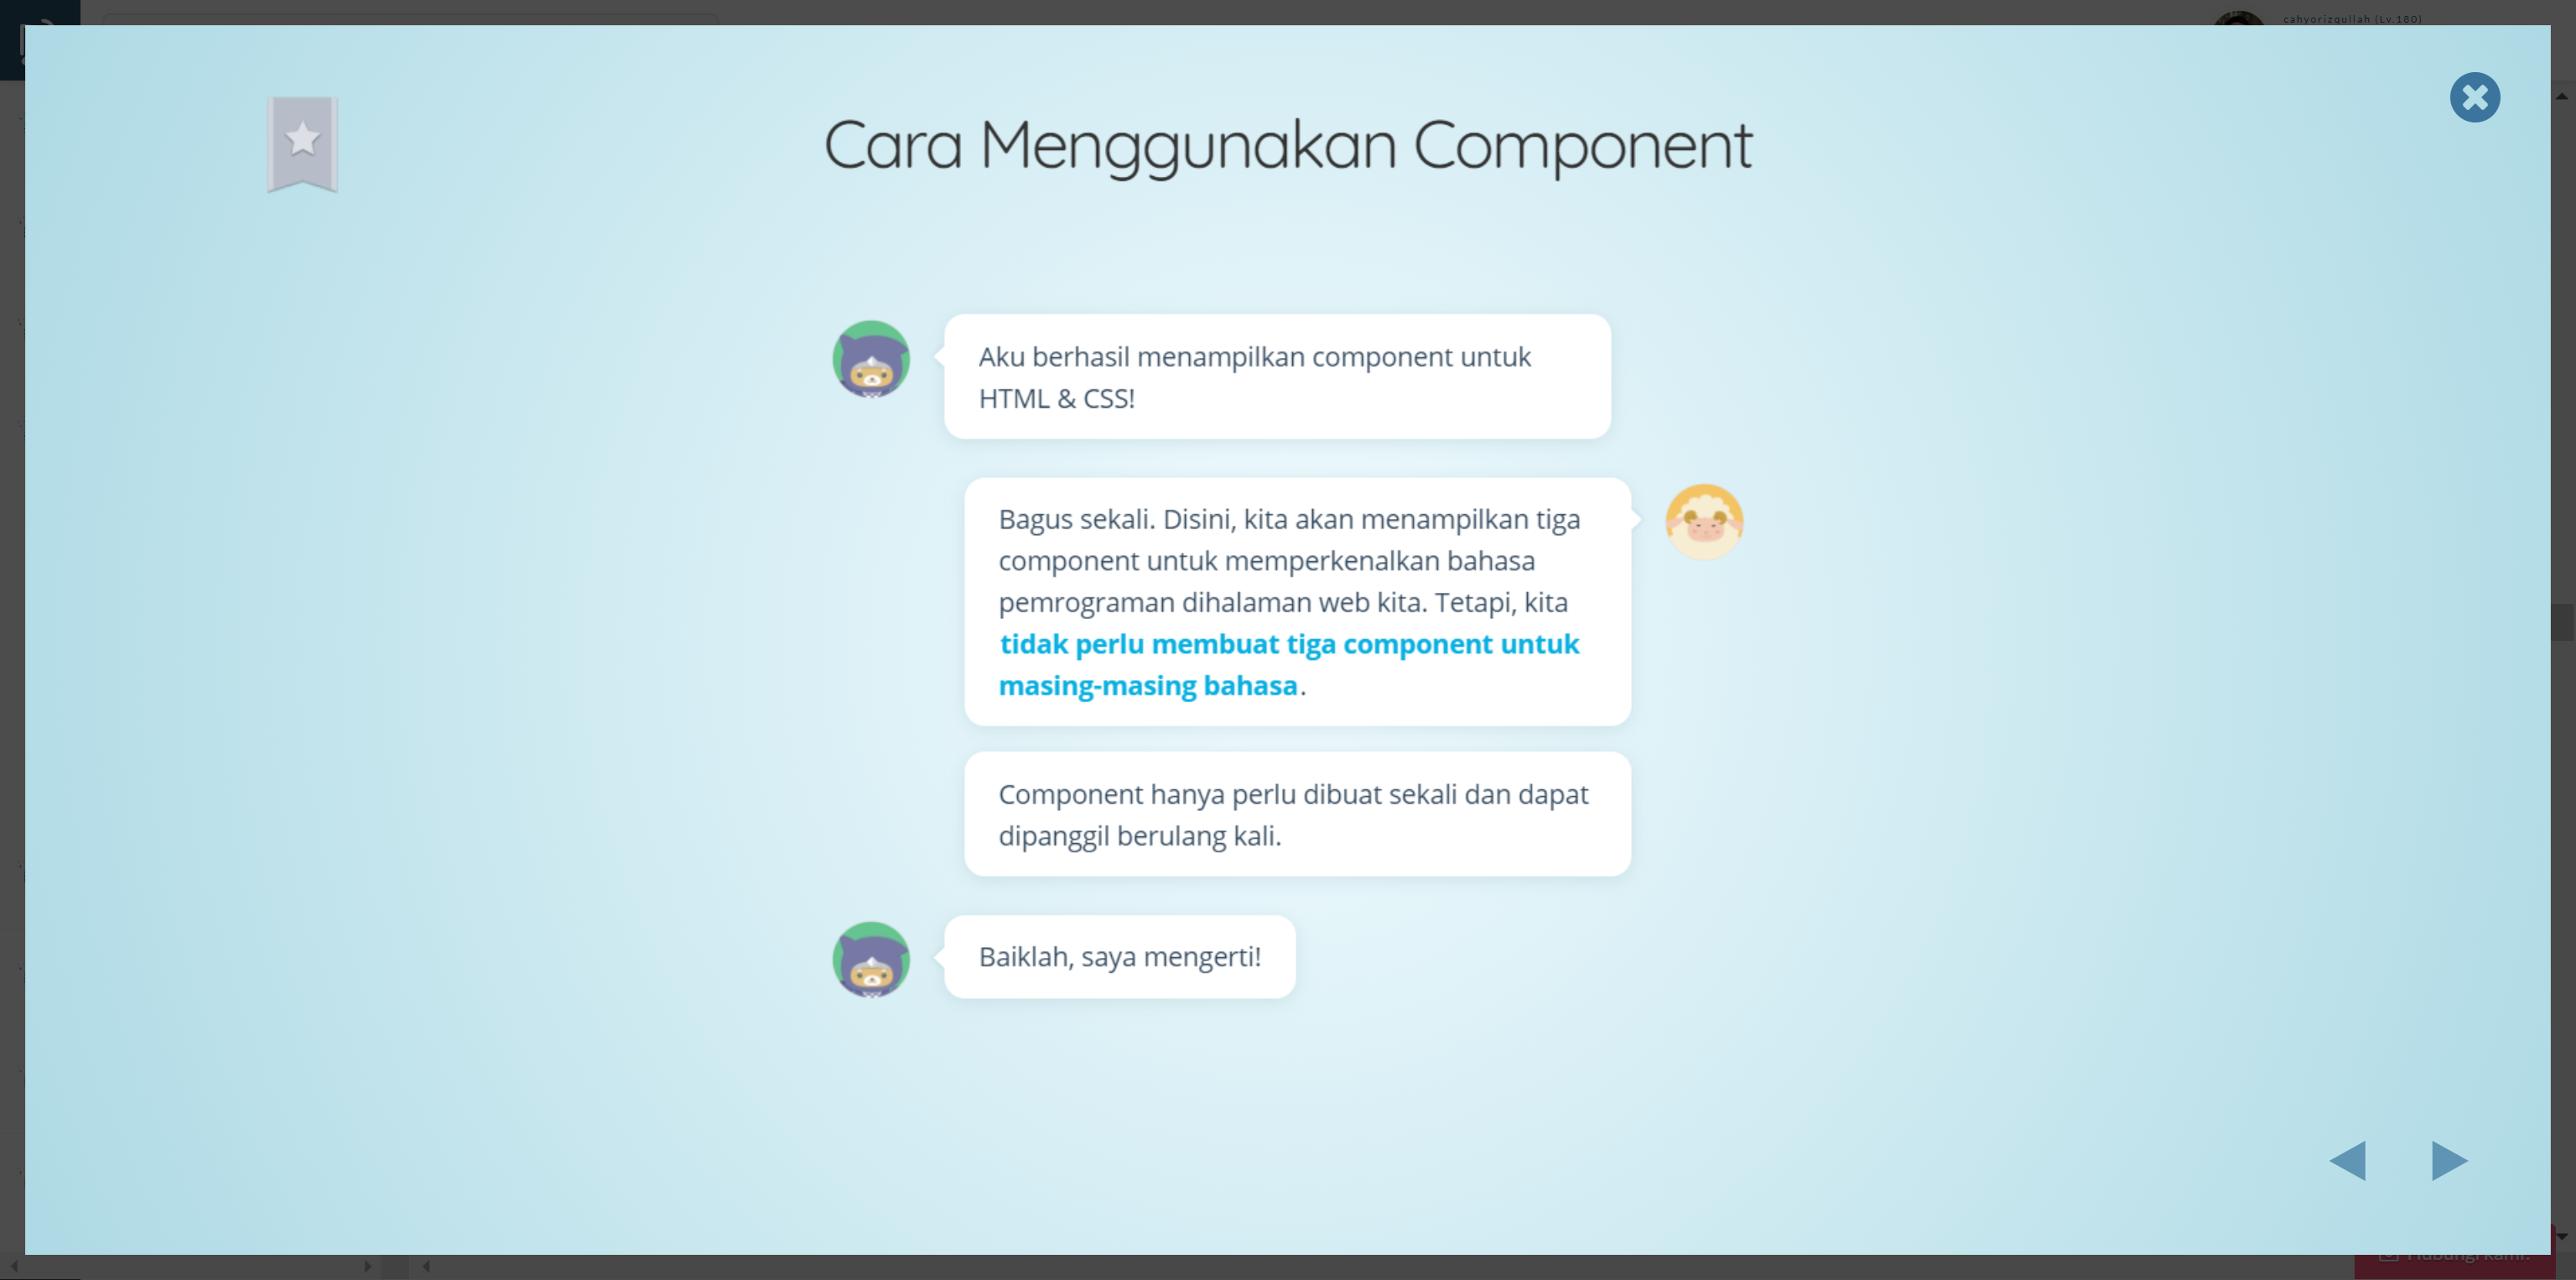 cahyorizqullah (Lv.180)
Cara Menggunakan Component
Aku berhasil menampilkan component untuk
HTML & CSS!
Bagus sekali. Disini, kita akan menampilkan tiga
component untuk memperkenalkan bahasa
pemrograman dihalaman web kita. Tetapi, kita
tidak perlu membuat tiga component untuk
masing-masing bahasa.
Component hanya perlu dibuat sekali dan dapat
dipanggil berulang kali.
Baiklah, saya mengerti!
Hubungi kami!